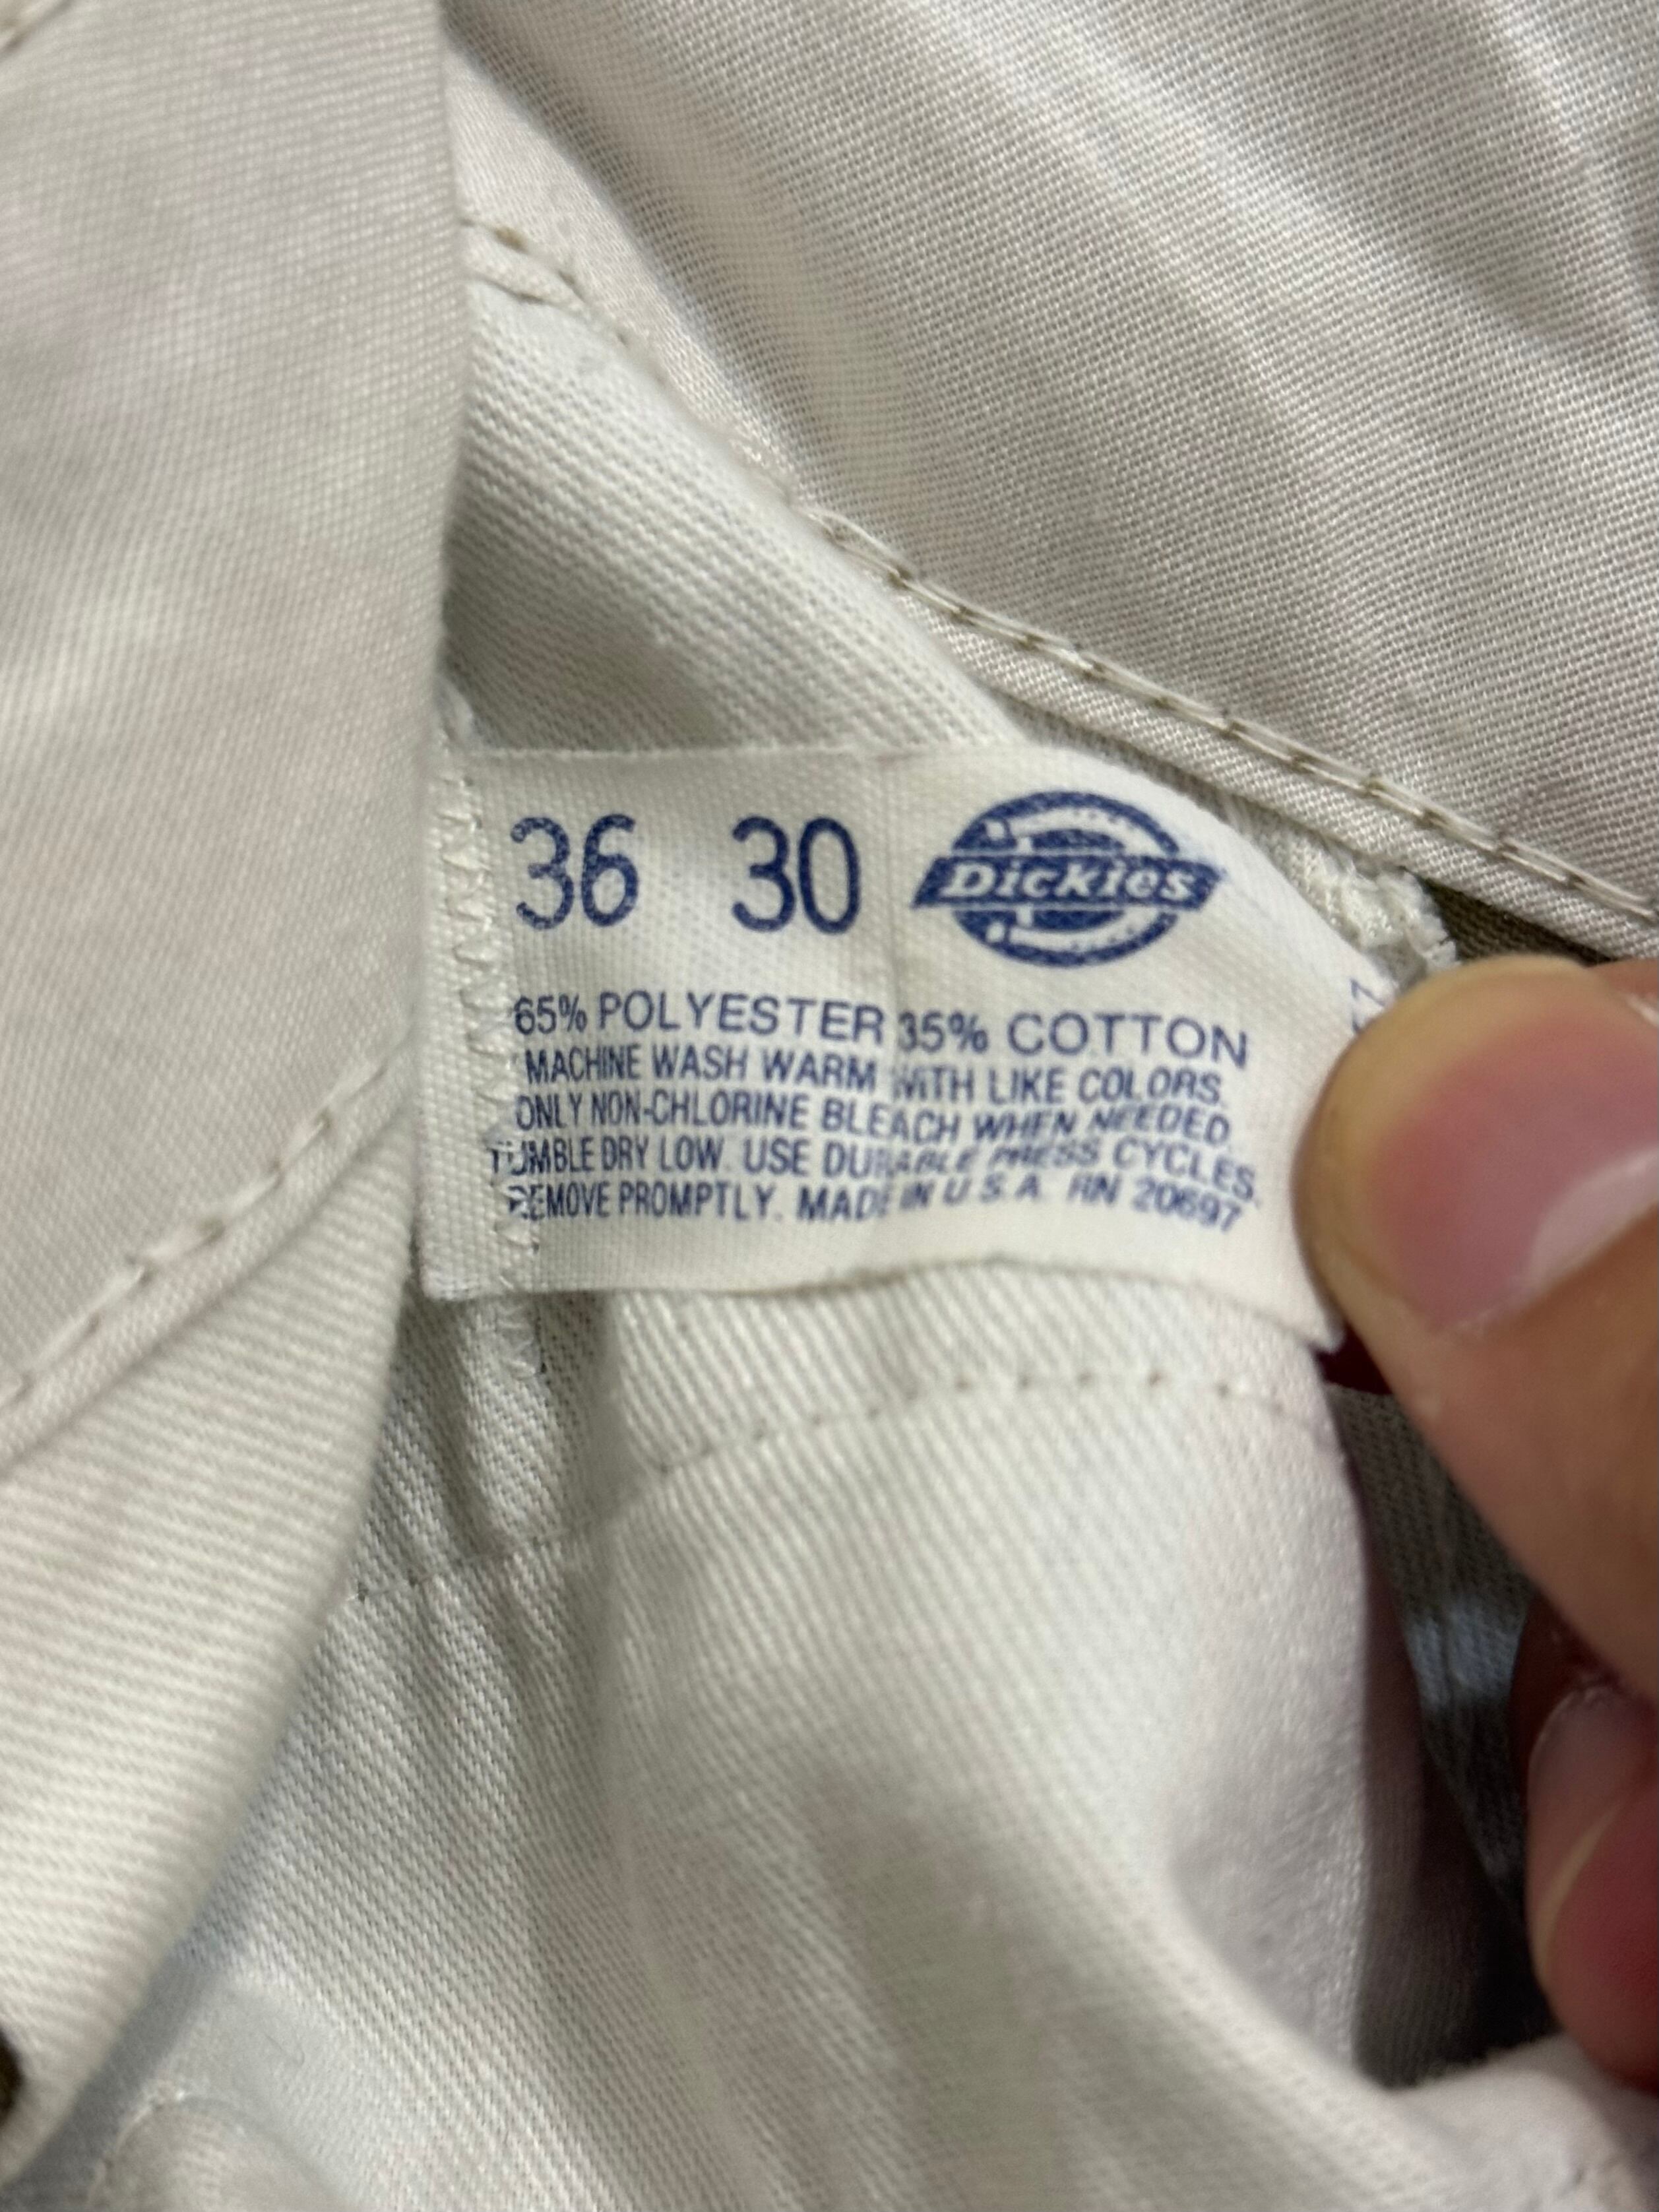 36 30 Dickies
65% POLYESTER 35% COTTON
MACHINE WASH WARM WITH LIKE COLORS.
ONLY NON-CHLORINE BLEACH WHEN NEEDED
TUMBLE DRY LOW. USE DURABLE PRESS CYCLES.
REMOVE PROMPTLY. MADE IN U.S.A RN 20697